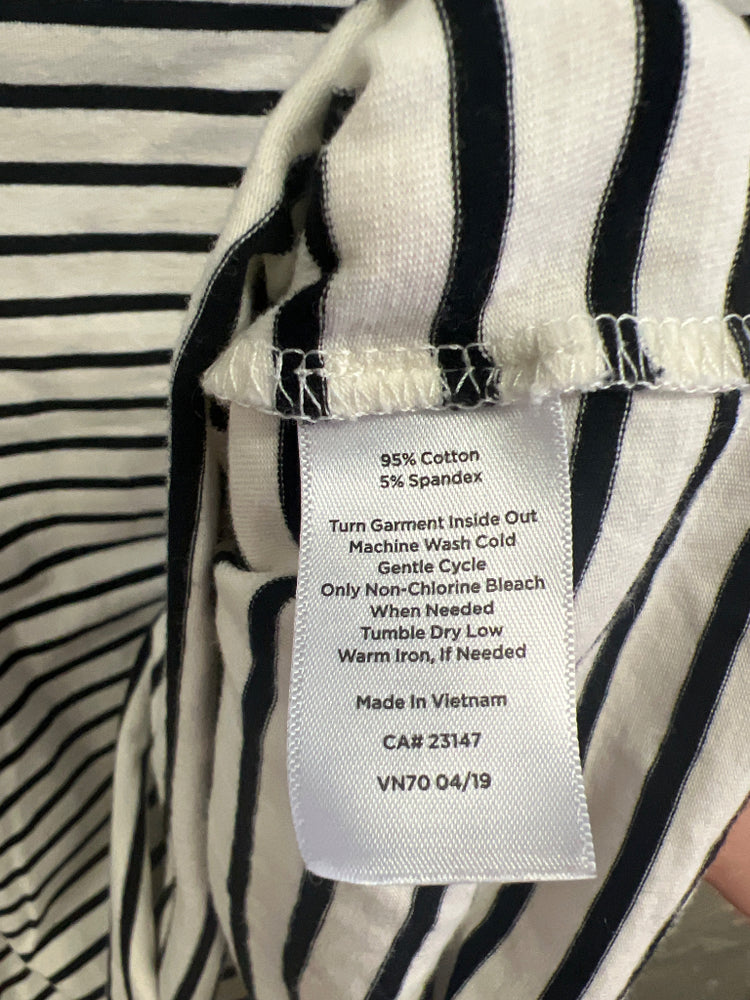 95% Cotton
5% Spandex
Turn Garment Inside Out
Machine Wash Cold
Gentle Cycle
Only Non-Chlorine Bleach
When Needed
Tumble Dry Low
Warm Iron, If Needed
Made In Vietnam
CA# 23147
VN70 04/19